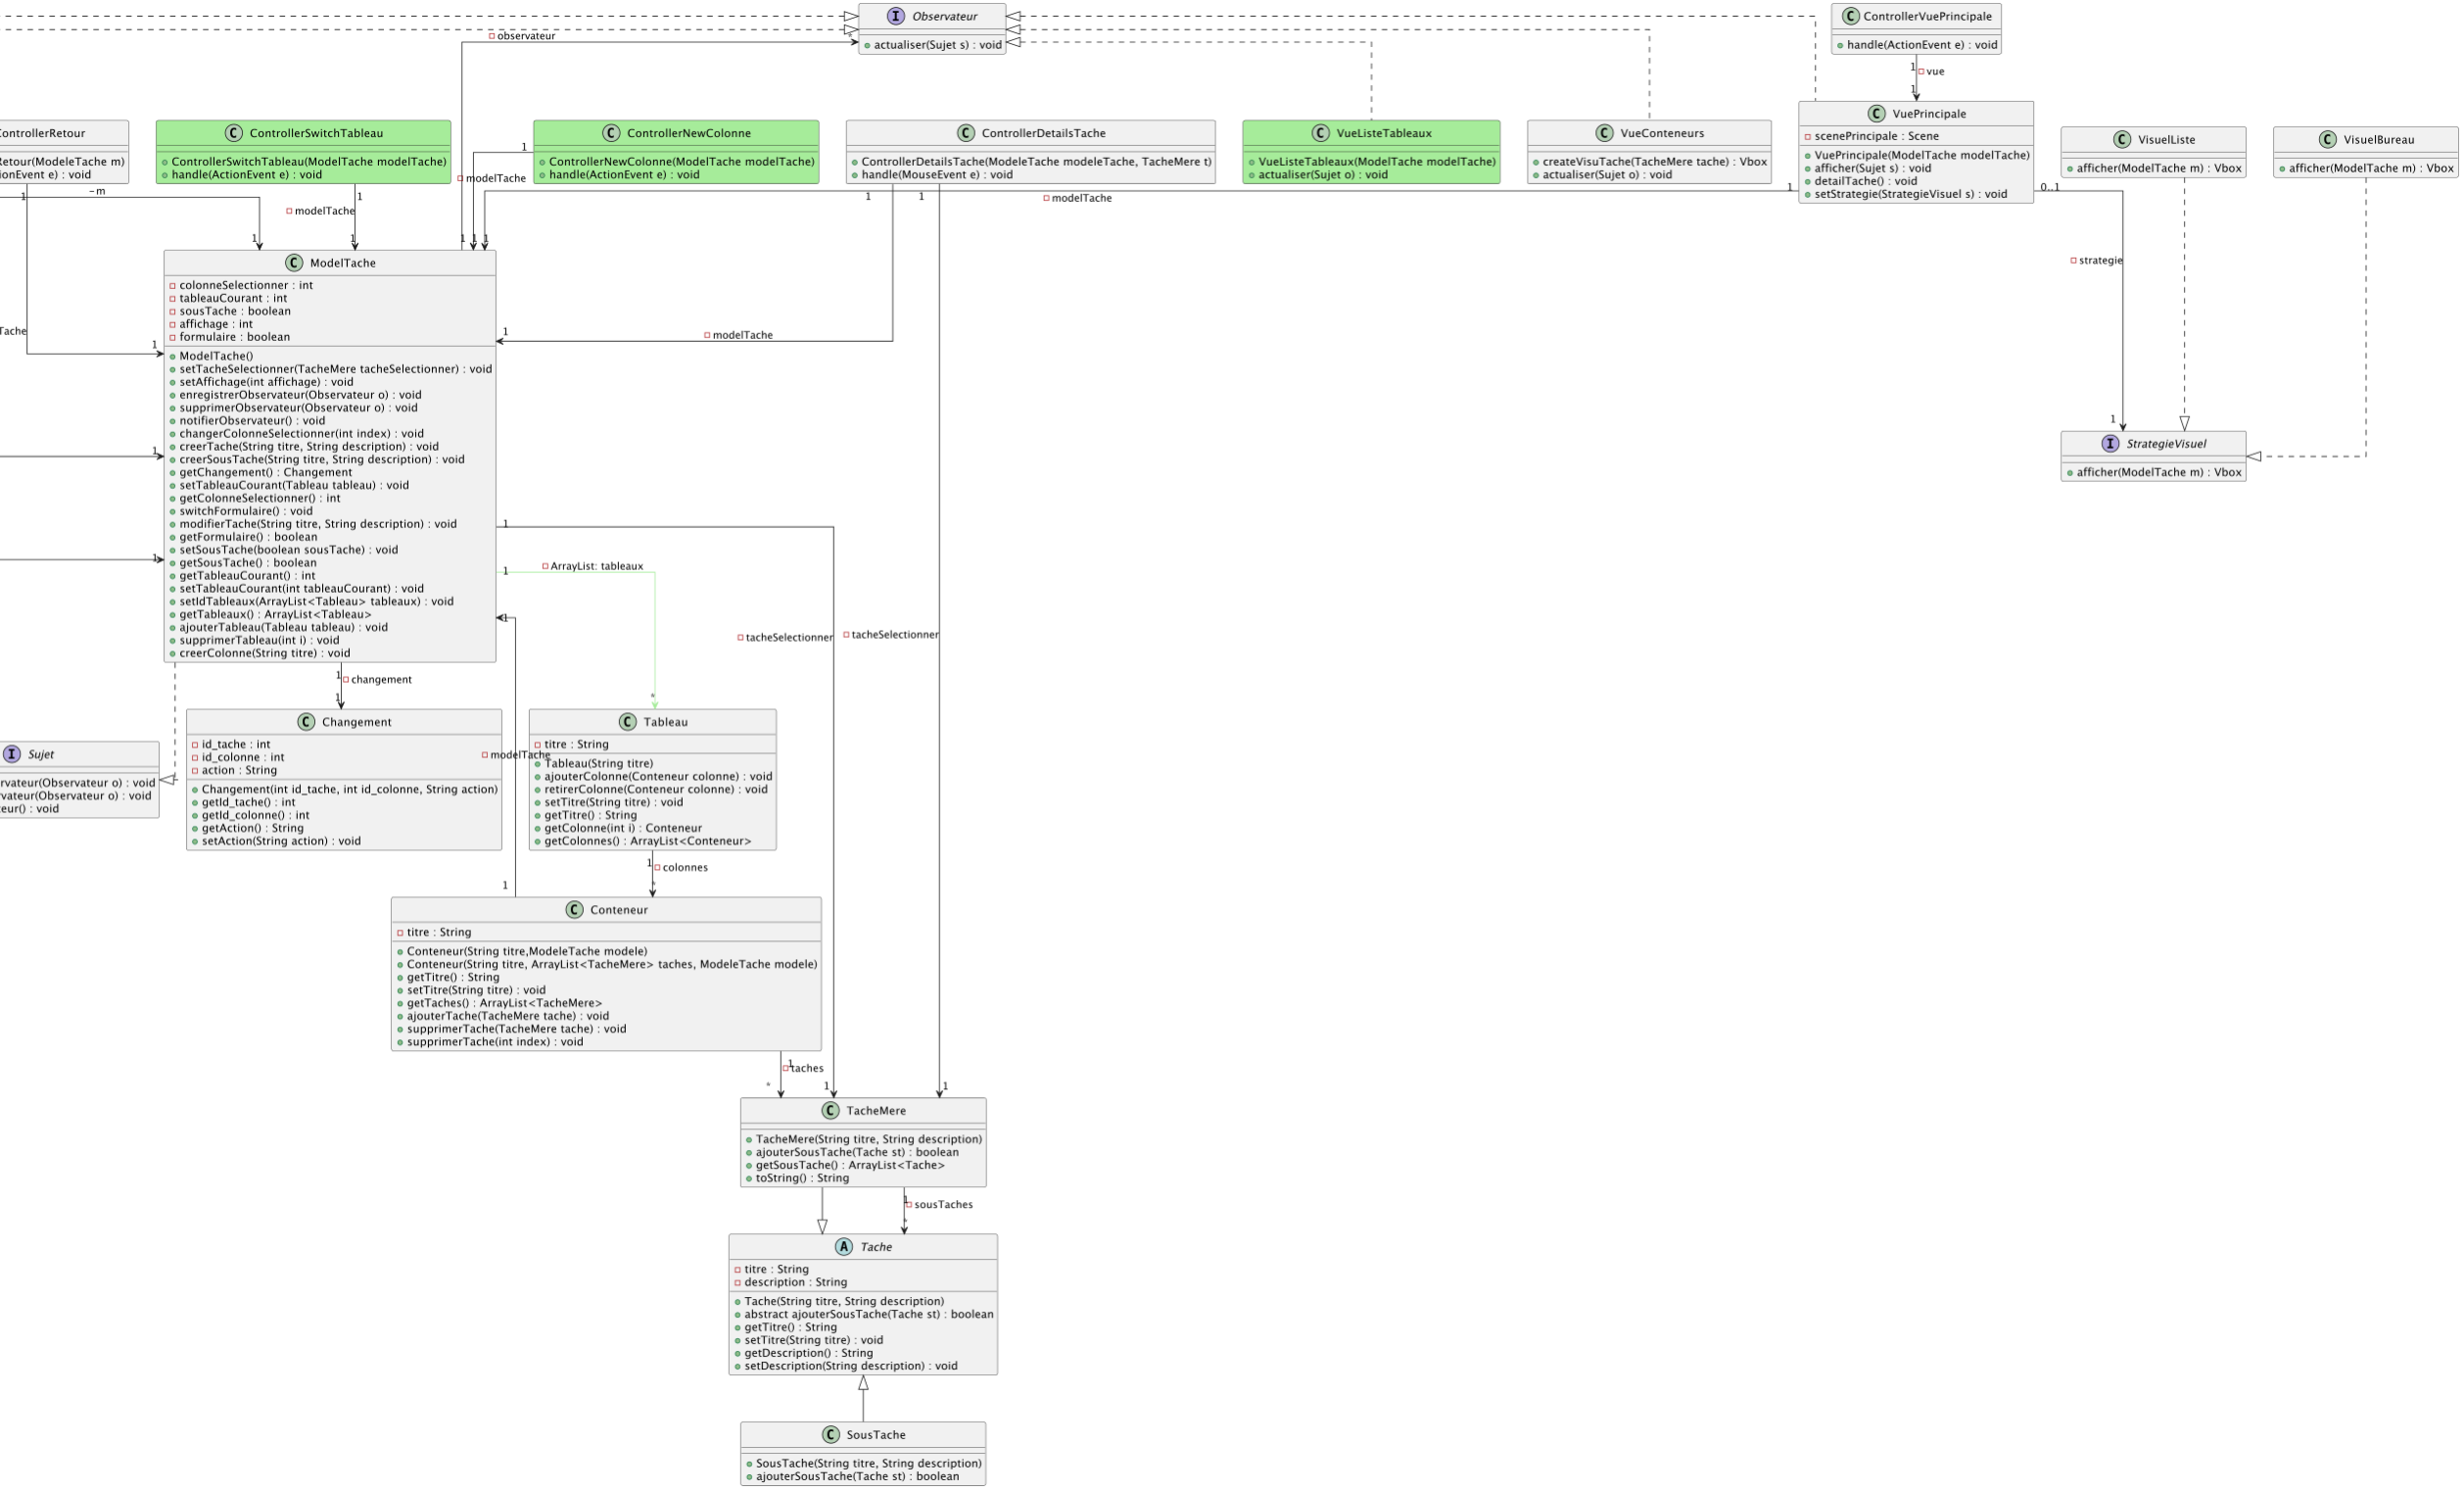 Observateur
actualiser(Sujet s) : void
observateur
*
ControllerVuePrincipale
handle(ActionEvent e) : void
1
vue
1
ontrollerRetour
Retour(ModeleTache m)
ionEvent e) : void
ControllerSwitchTableau
ControllerSwitchTableau(ModelTache modelTache)
handle(ActionEvent e) : void
ControllerNewColonne
ControllerNewColonne(ModelTache modelTache)
handle(ActionEvent e) : void
ControllerDetailsTache
ControllerDetailsTache(ModeleTache modeleTache, TacheMere t)
handle(MouseEvent e) : void
VueListeTableaux
VueListeTableaux(ModelTache modelTache)
actualiser(Sujet o) : void
VueConteneurs
createVisuTache(TacheMere tache) : Vbox
actualiser(Sujet o) : void
VuePrincipale
scenePrincipale : Scene
VuePrincipale(ModelTache modelTache)
afficher(Sujet s) : void
detailTache() : void
setStrategie(StrategieVisuel s) : void
VisuelListe
afficher(ModelTache m) : Vbox
VisuelBureau
afficher(ModelTache m) : Vbox
1
modelTache
1
-m
1
modelTache
1
1
1
modelTache
1
0..1
1
1
1
1
1
strategie
1
ModelTache
colonneSelectionner : int
tableauCourant : int
sousTache : boolean
affichage : int
formulaire : boolean
ModelTache()
setTacheSelectionner(TacheMere tacheSelectionner) : void
setAffichage(int affichage) : void
enregistrerObservateur(Observateur o) : void
supprimerObservateur(Observateur o) : void
notifierObservateur() : void
changerColonneSelectionner(int index) : void
creerTache(String titre, String description) : void
creerSousTache(String titre, String description) : void
getChangement() : Changement
setTableauCourant(Tableau tableau) : void
getColonneSelectionner() : int
switchFormulaire() : void
modifierTache(String titre, String description) : void
getFormulaire() : boolean
setSousTache(boolean sousTache) : void
getSousTache() : boolean
getTableauCourant() : int
setTableauCourant(int tableauCourant) : void
setIdTableaux(ArrayList<Tableau> tableaux) : void
getTableaux() : ArrayList<Tableau>
ajouterTableau(Tableau tableau) : void
supprimerTableau(int i) : void
creerColonne(String titre) : void
Tache
1
1
1
1
modelTache
StrategieVisuel
afficher(ModelTache m) : Vbox
1
1
ArrayList: tableaux
1
tacheSelectionner
tacheSelectionner
1
changement
1
*
Sujet
rvateur(Observateur o) : void
rvateur(Observateur o) : void
teur() : void
Changement
id_tache : int
id_colonne : int
action : String
Changement(int id_tache, int id_colonne, String action)
getId_tache() : int
getId_colonne() : int
getAction() : String
setAction(String action) : void
modelTache
Tableau
titre : String
Tableau(String titre)
ajouterColonne(Conteneur colonne) : void
retirerColonne(Conteneur colonne) : void
setTitre(String titre) : void
getTitre() : String
getColonne(int i) : Conteneur
getColonnes() : ArrayList<Conteneur>
1
colonnes
1
*
Conteneur
titre : String
Conteneur(String titre,ModeleTache modele)
Conteneur(String titre, ArrayList<TacheMere> taches, ModeleTache modele)
getTitre() : String
setTitre(String titre) : void
getTaches() : ArrayList<TacheMere>
ajouterTache(TacheMere tache) : void
supprimerTache(TacheMere tache) : void
supprimerTache(int index) : void
1
taches
*
1
1
TacheMere
TacheMere(String titre, String description)
ajouterSousTache(Tache st) : boolean
getSousTache() : ArrayList<Tache>
toString() : String
1
sousTaches
*
Tache
titre : String
description : String
Tache(String titre, String description)
abstract ajouterSousTache(Tache st) : boolean
getTitre() : String
setTitre(String titre) : void
getDescription() : String
setDescription(String description) : void
SousTache
SousTache(String titre, String description)
ajouterSousTache(Tache st) : boolean